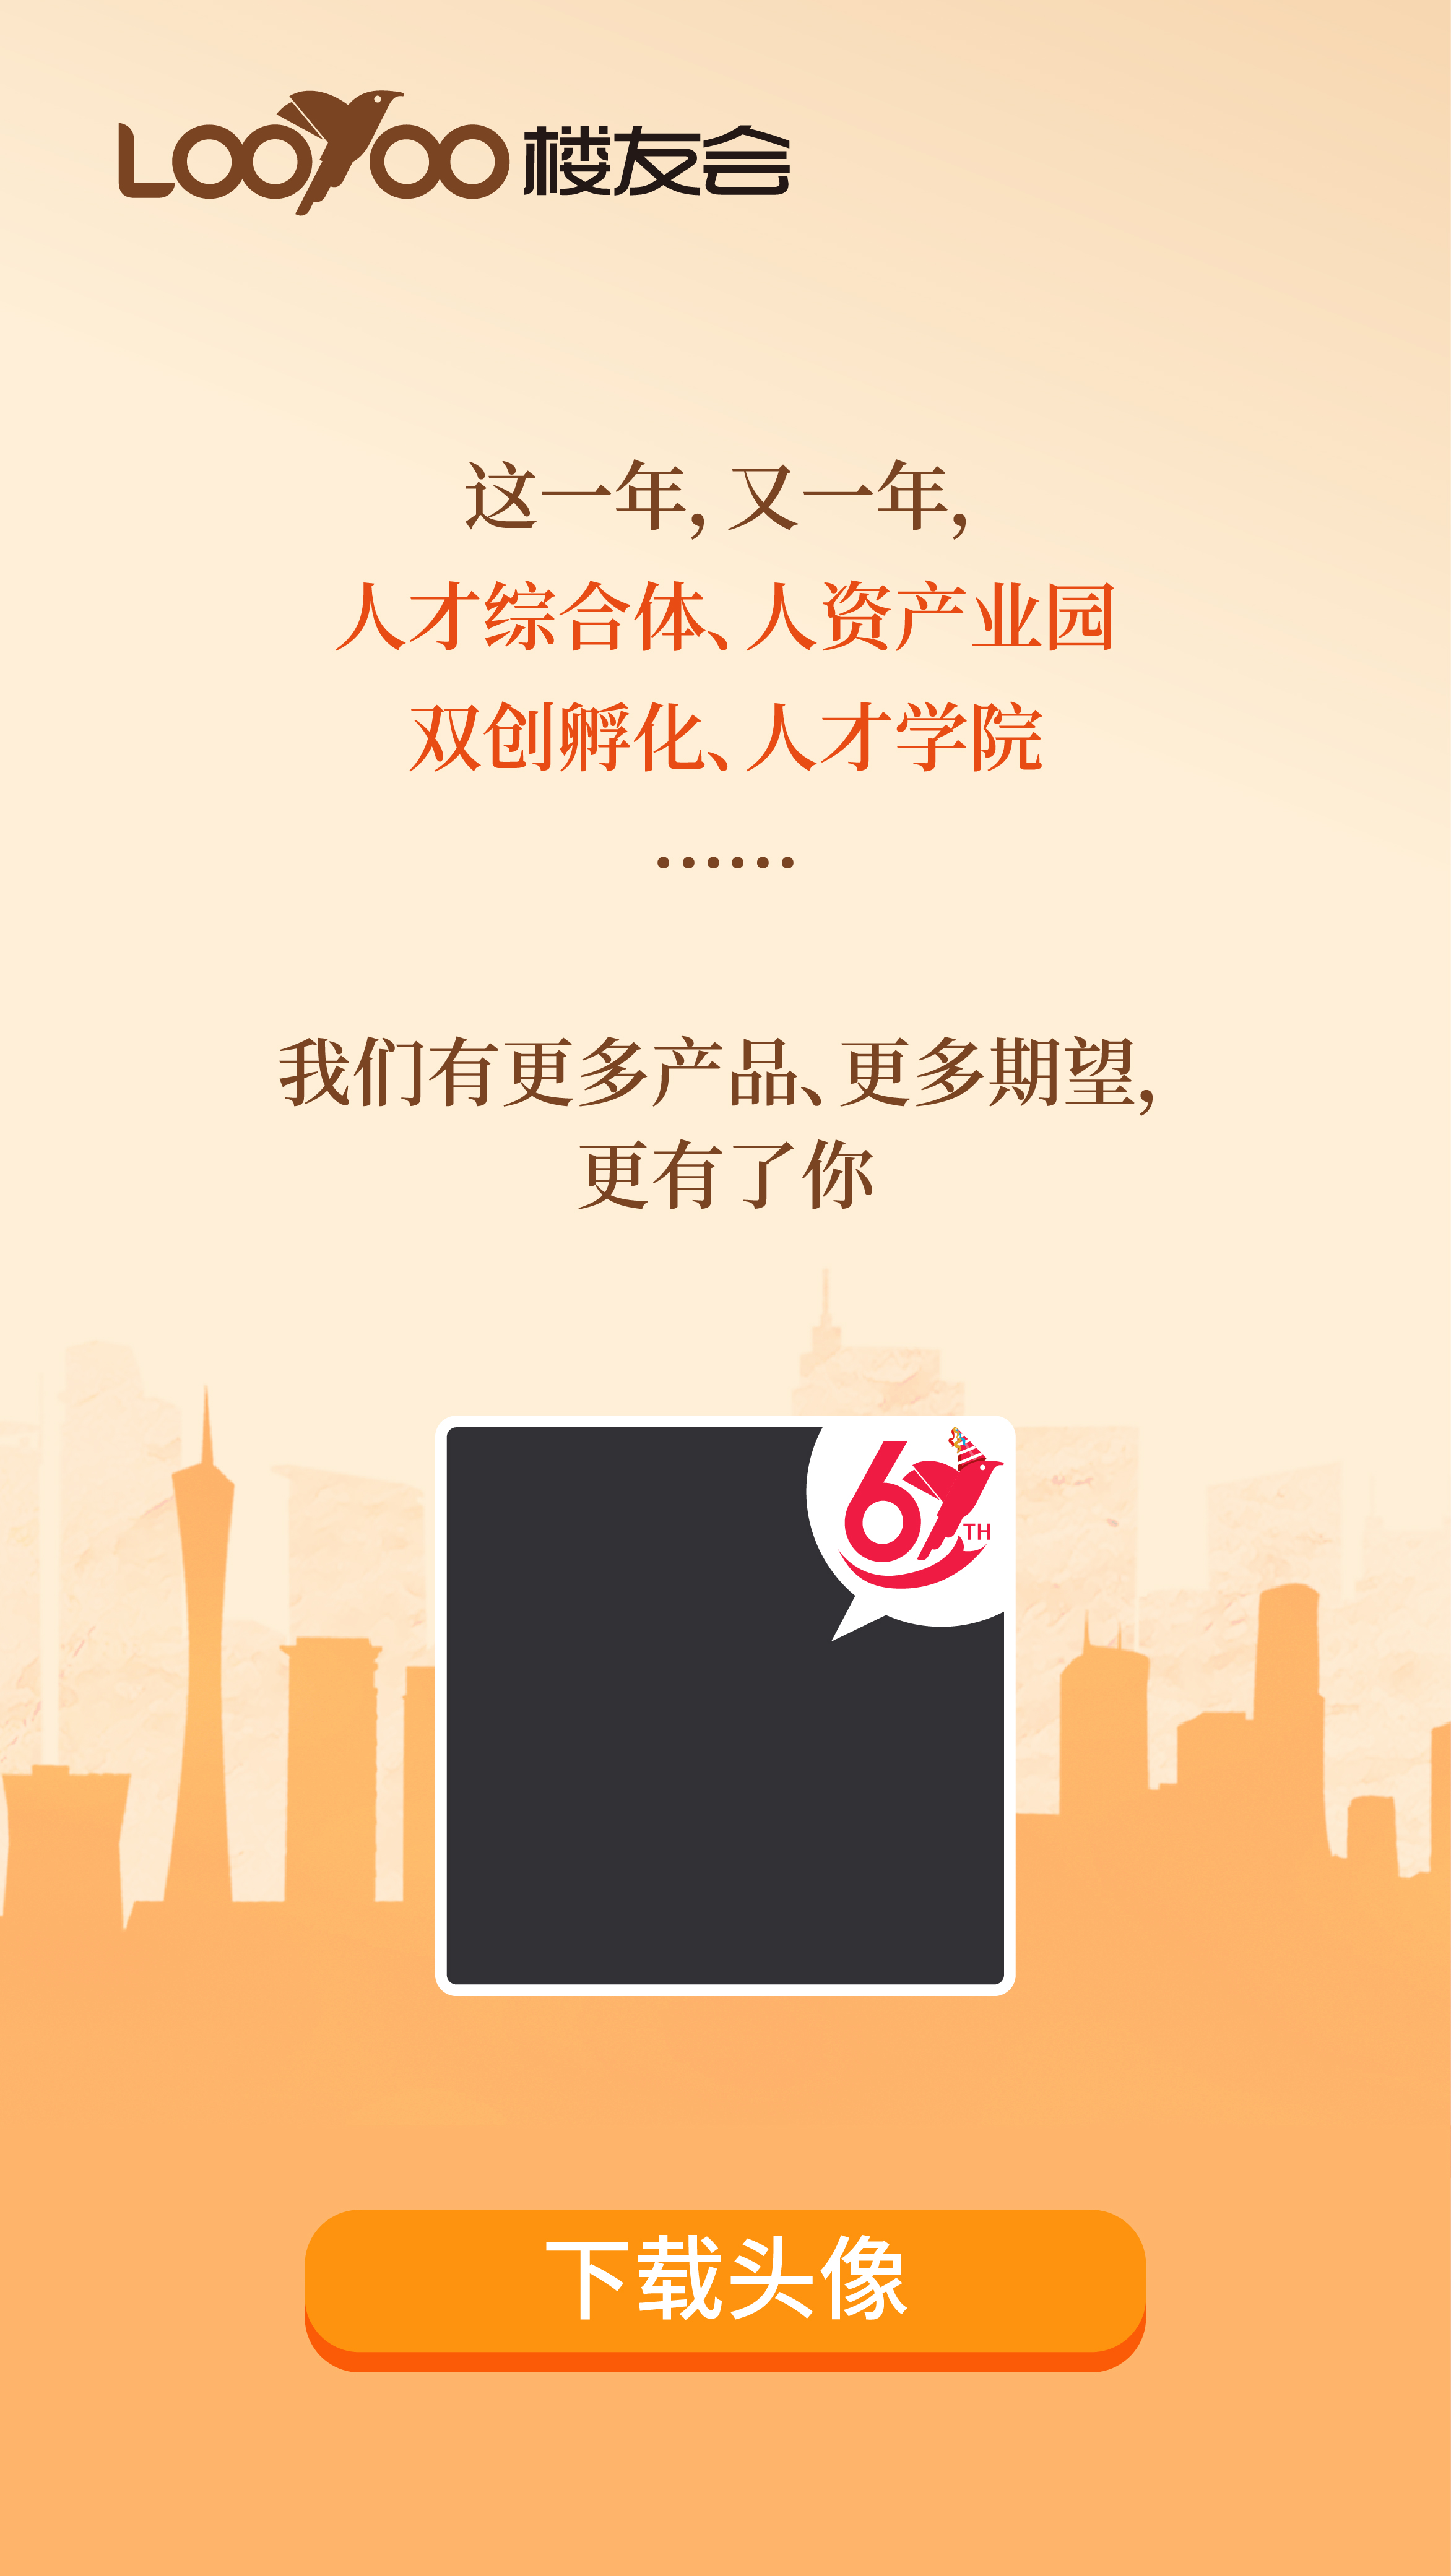 LOOYOO 楼友会
这一年，又一年，
人才综合体、人资产业园
双创孵化、人才学院
……
我们有更多产品、更多期望，
更有了你
6
TH
下载头像